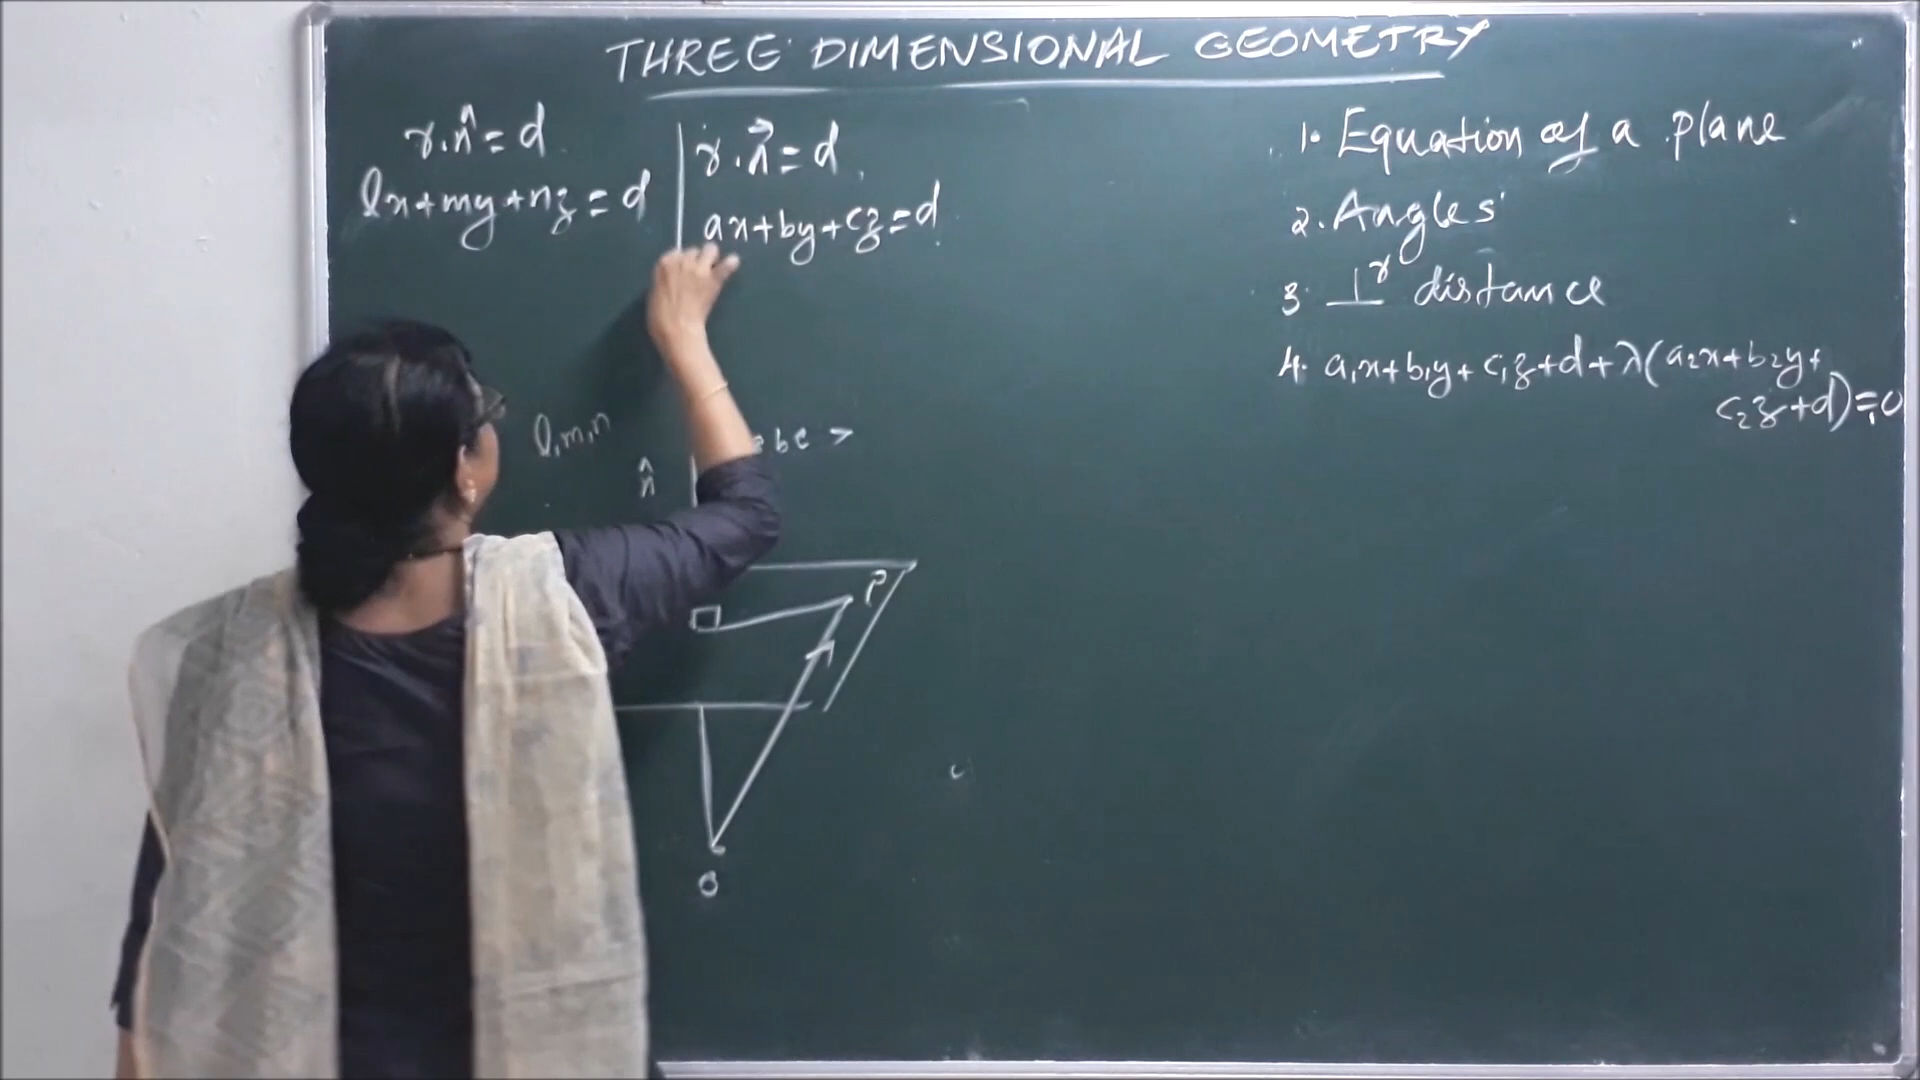 THREE DIMENSIONAL GEOMETRY
r.n̂ = d
lx+my+nz = d
r.n⃗ = d
ax+by+cz = d
1. Equation of a plane
2. Angles
3. ⊥r distance
4. a1x+b1y+c1z+d+λ(a2x+b2y+
c2z+d)=0
l,m,n
b c >
n̂
P
O